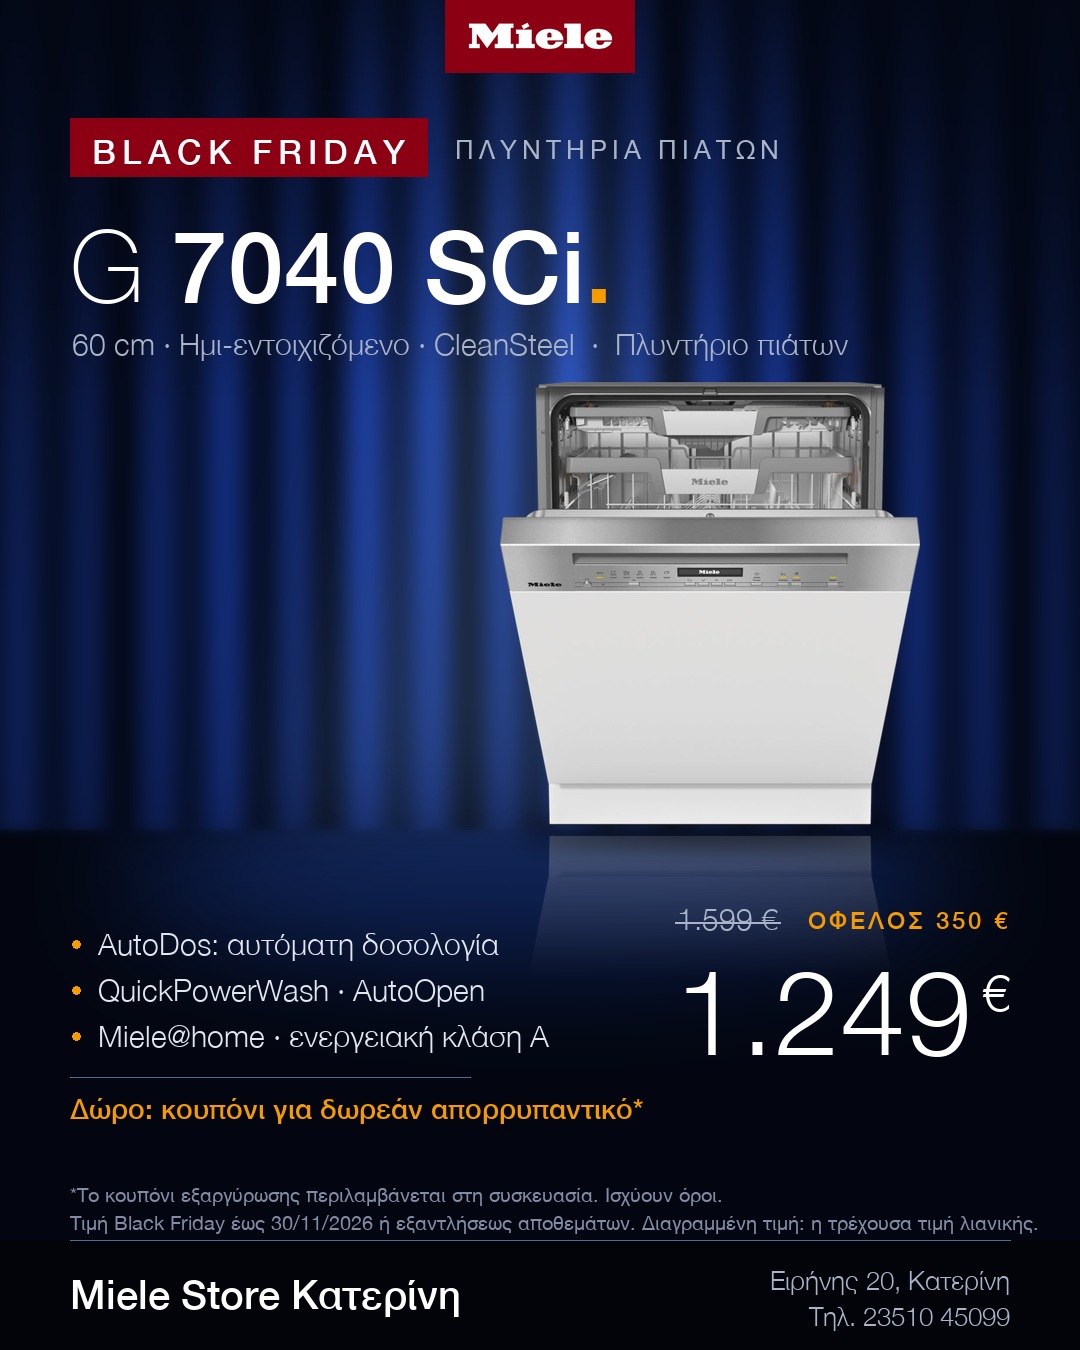 Miele
BLACK FRIDAY
ΠΛΥΝΤΗΡΙΑ ΠΙΑΤΩΝ
G 7040 SCi.
60 cm · Ημι-εντοιχιζόμενο · CleanSteel · Πλυντήριο πιάτων
Miele
Miele
Miele
1.599 € ΟΦΕΛΟΣ 350 €
1.249 €
• AutoDos: αυτόματη δοσολογία
• QuickPowerWash · AutoOpen
• Miele@home · ενεργειακή κλάση A
Δώρο: κουπόνι για δωρεάν απορρυπαντικό*
*Το κουπόνι εξαργύρωσης περιλαμβάνεται στη συσκευασία. Ισχύουν όροι.
Τιμή Black Friday έως 30/11/2026 ή εξαντλήσεως αποθεμάτων. Διαγραμμένη τιμή: η τρέχουσα τιμή λιανικής.
Miele Store Κατερίνη
Ειρήνης 20, Κατερίνη
Τηλ. 23510 45099